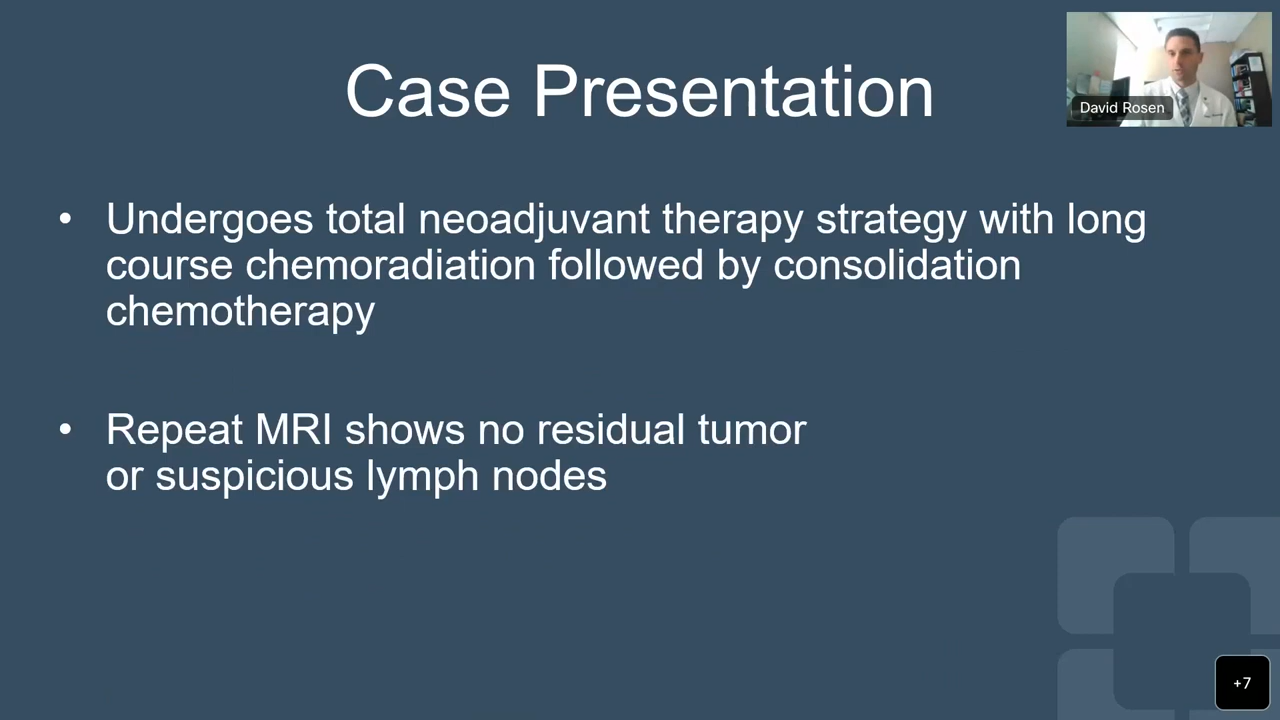 Case Presentation
David Rosen
• Undergoes total neoadjuvant therapy strategy with long
course chemoradiation followed by consolidation
chemotherapy
• Repeat MRI shows no residual tumor
or suspicious lymph nodes
+7